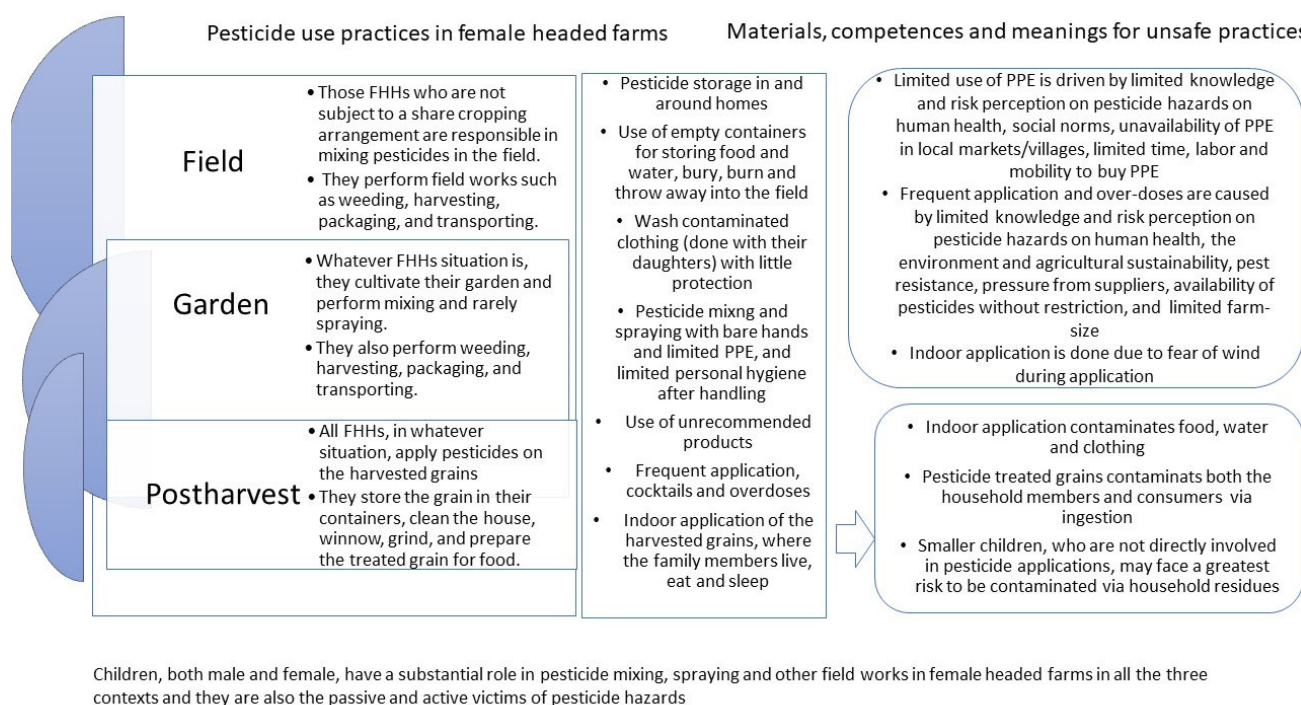 Pesticide use practices in female headed farms
Materials, competences and meanings for unsafe practices
Field
• Those FHHs who are not
subject to a share cropping
arrangement are responsible in
mixing pesticides in the field.
• They perform field works such
as weeding, harvesting,
packaging, and transporting.
Garden
• Whatever FHHs situation is,
they cultivate their garden and
perform mixing and rarely
spraying.
• They also perform weeding,
harvesting, packaging, and
transporting.
Postharvest
• All FHHs, in whatever
situation, apply pesticides on
the harvested grains
• They store the grain in their
containers, clean the house,
winnow, grind, and prepare
the treated grain for food.
• Pesticide storage in and
around homes
• Use of empty containers
for storing food and
water, bury, burn and
throw away into the field
• Wash contaminated
clothing (done with their
daughters) with little
protection
• Pesticide mixng and
spraying with bare hands
and limited PPE, and
limited personal hygiene
after handling
• Use of unrecommended
products
• Frequent application,
cocktails and overdoses
• Indoor application of the
harvested grains, where
the family members live,
eat and sleep
• Limited use of PPE is driven by limited knowledge
and risk perception on pesticide hazards on
human health, social norms, unavailability of PPE
in local markets/villages, limited time, labor and
mobility to buy PPE
• Frequent application and over-doses are caused
by limited knowledge and risk perception on
pesticide hazards on human health, the
environment and agricultural sustainability, pest
resistance, pressure from suppliers, availability of
pesticides without restriction, and limited farm-
size
• Indoor application is done due to fear of wind
during application
• Indoor application contaminates food, water
and clothing
• Pesticide treated grains contaminats both the
household members and consumers via
ingestion
• Smaller children, who are not directly involved
in pesticide applications, may face a greatest
risk to be contaminated via household residues
Children, both male and female, have a substantial role in pesticide mixing, spraying and other field works in female headed farms in all the three
contexts and they are also the passive and active victims of pesticide hazards